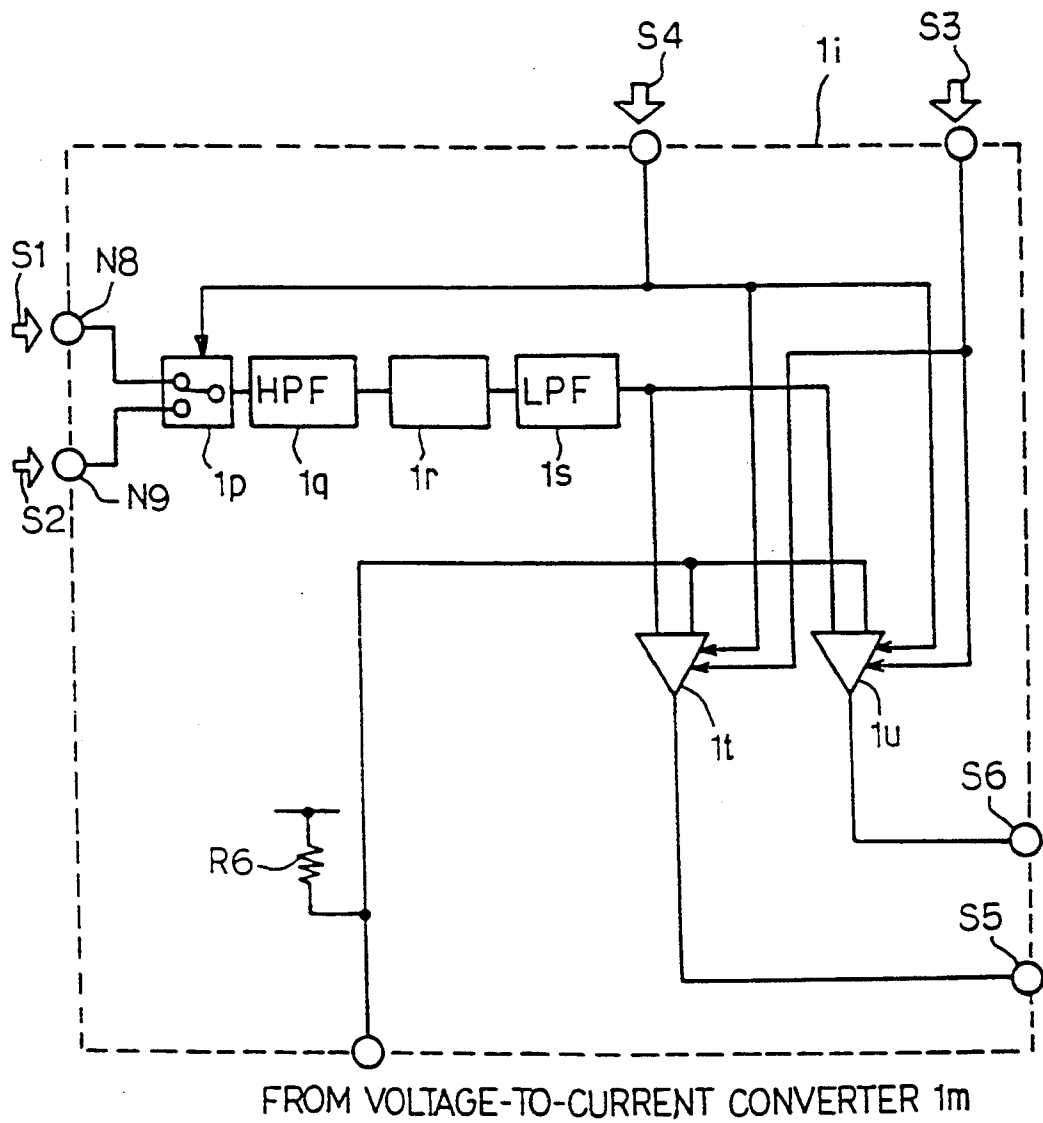 S4
S3
1i
S1
N8
HPF
LPF
1p
1q
1r
1s
N9
S2
1t
1u
S6
R6
S5
FROM VOLTAGE-TO-CURRENT CONVERTER 1m